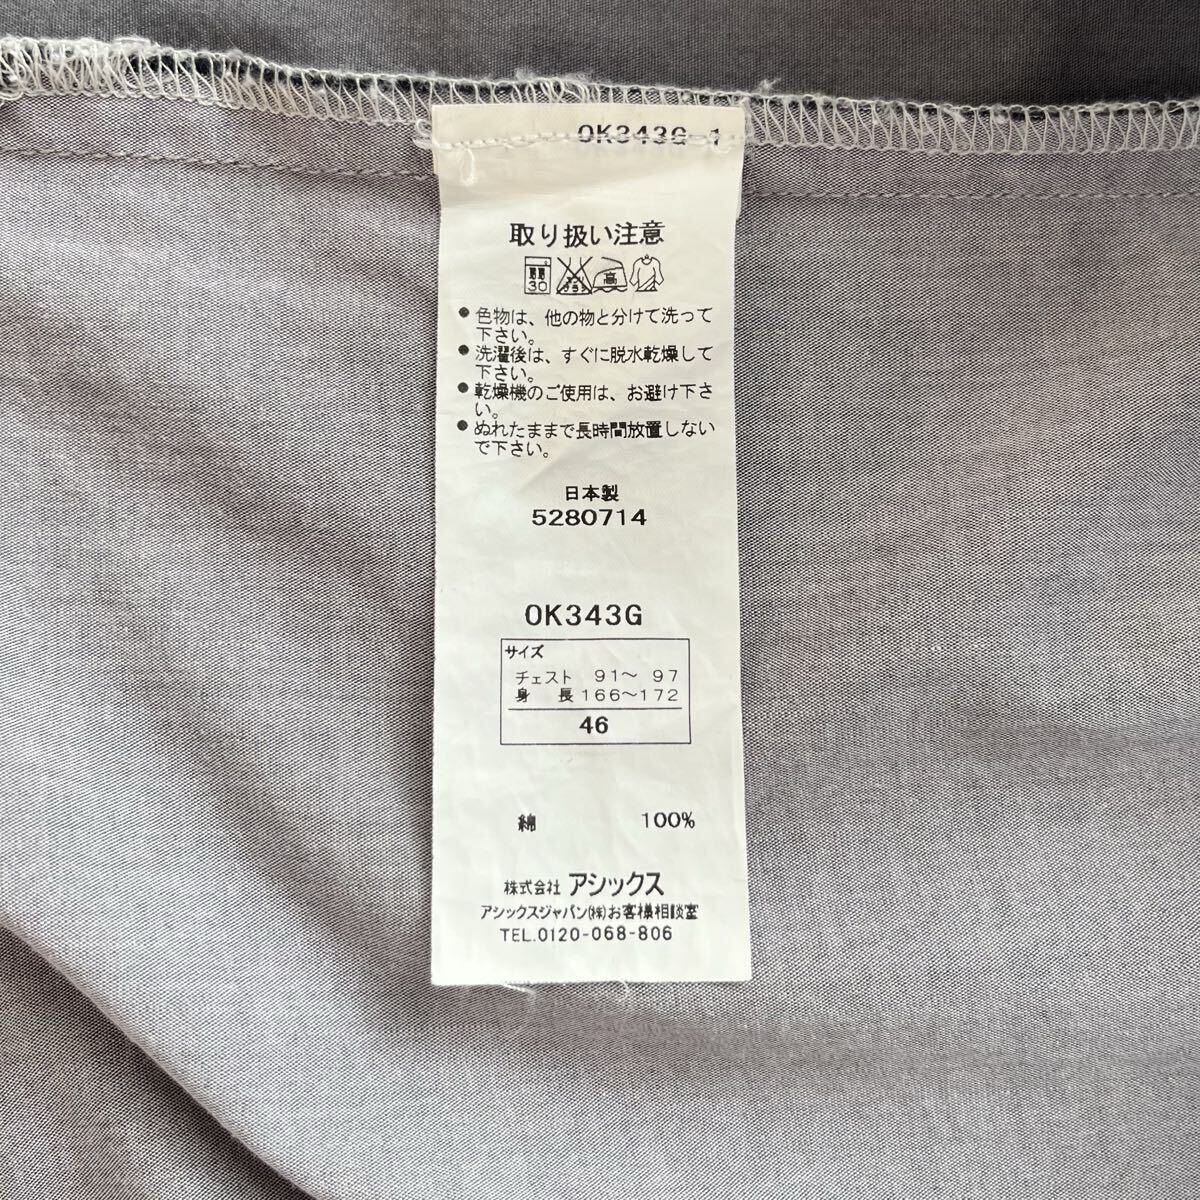 OK343G-1
取り扱い注意
30
高
●色物は、他の物と分けて洗って
下さい。
●洗濯後は、すぐに脱水乾燥して
下さい。
●乾燥機のご使用は、お避け下さ
い。
●ぬれたままで長時間放置しない
で下さい。
日本製
5280714
OK343G
サイズ
チェスト 91～ 97
身 長 166～172
46
綿 100%
株式会社 アシックス
アシックスジャパン(株)お客様相談室
TEL.0120-068-806